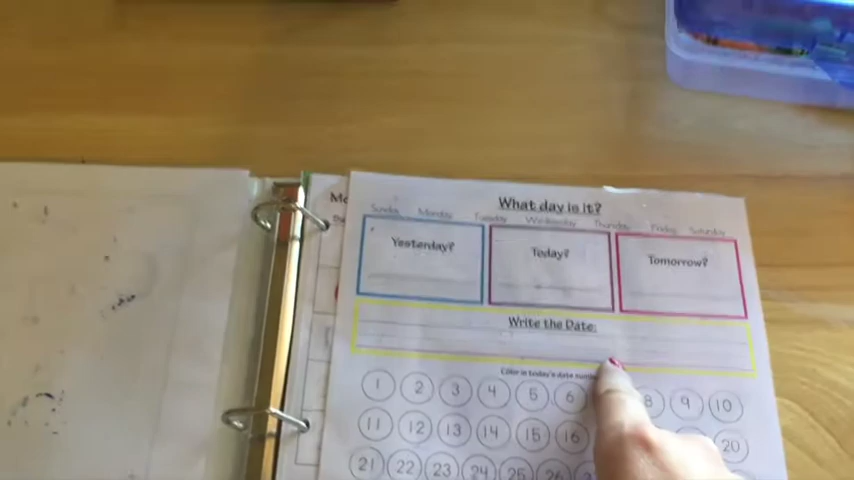 What day is it?
Sunday Monday Tuesday Wednesday Thursday Friday Saturday
Yesterday? Today? Tomorrow?
Write the Date:
Color in today's date
1 2 3 4 5 6 8 9 10
11 12 13 14 15 16 20
21 22 23 24 25 26